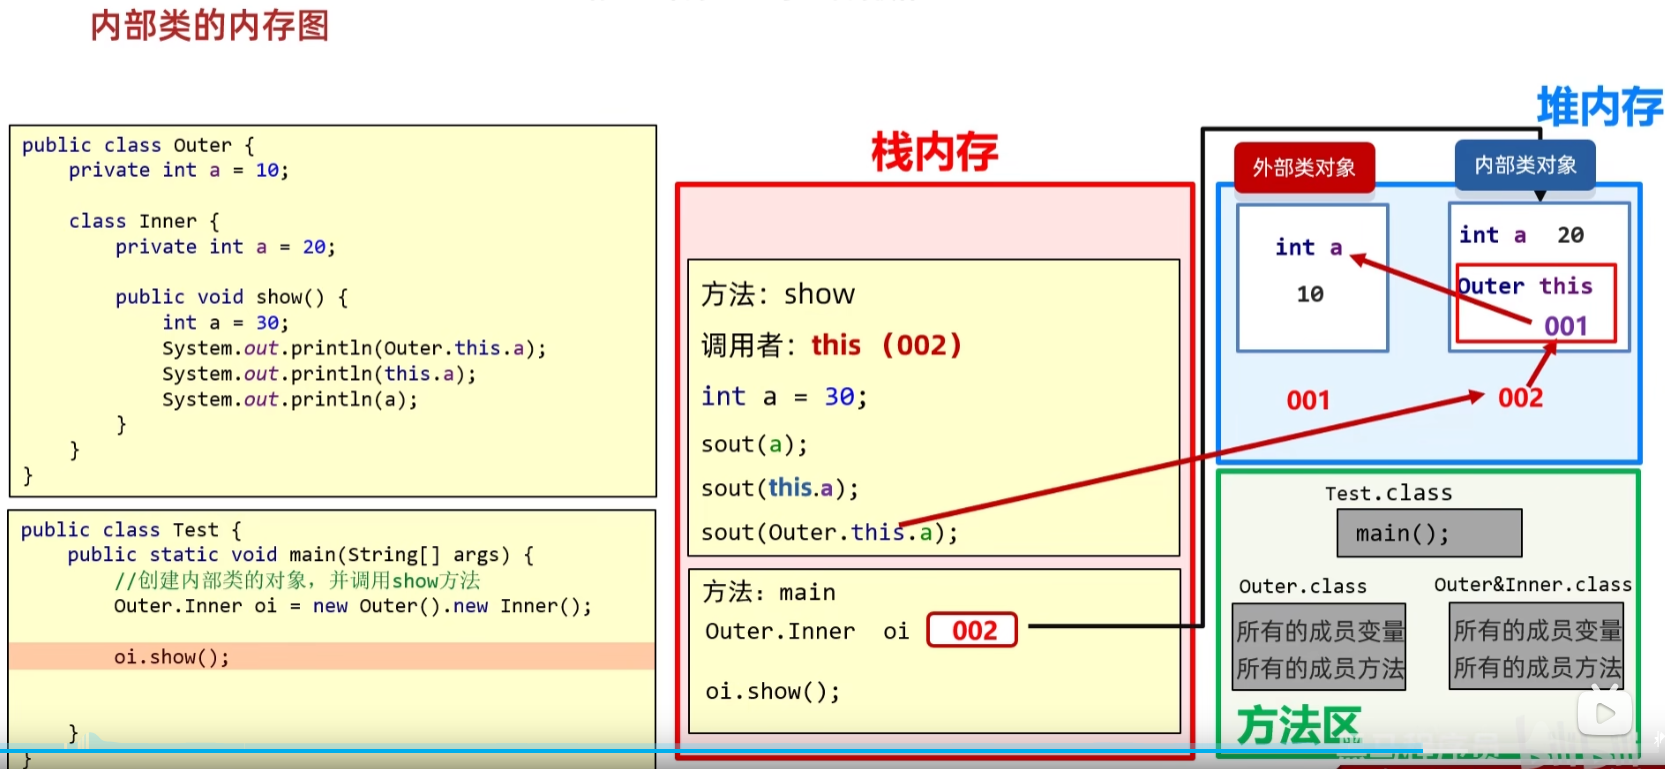 内部类的内存图
public class Outer {
private int a = 10;
class Inner {
private int a = 20;
public void show() {
int a = 30;
System.out.println(Outer.this.a);
System.out.println(this.a);
System.out.println(a);
}
}
}
public class Test {
public static void main(String[] args) {
//创建内部类的对象，并调用show方法
Outer.Inner oi = new Outer().new Inner();
oi.show();
}
}
栈内存
方法：show
调用者：this（002）
int a = 30;
sout(a);
sout(this.a);
sout(Outer.this.a);
方法：main
Outer.Inner oi 002
oi.show();
堆内存
外部类对象
int a
10
001
内部类对象
int a 20
Outer this
001
002
Test.class
main();
Outer.class
所有的成员变量
所有的成员方法
Outer&Inner.class
所有的成员变量
所有的成员方法
方法区